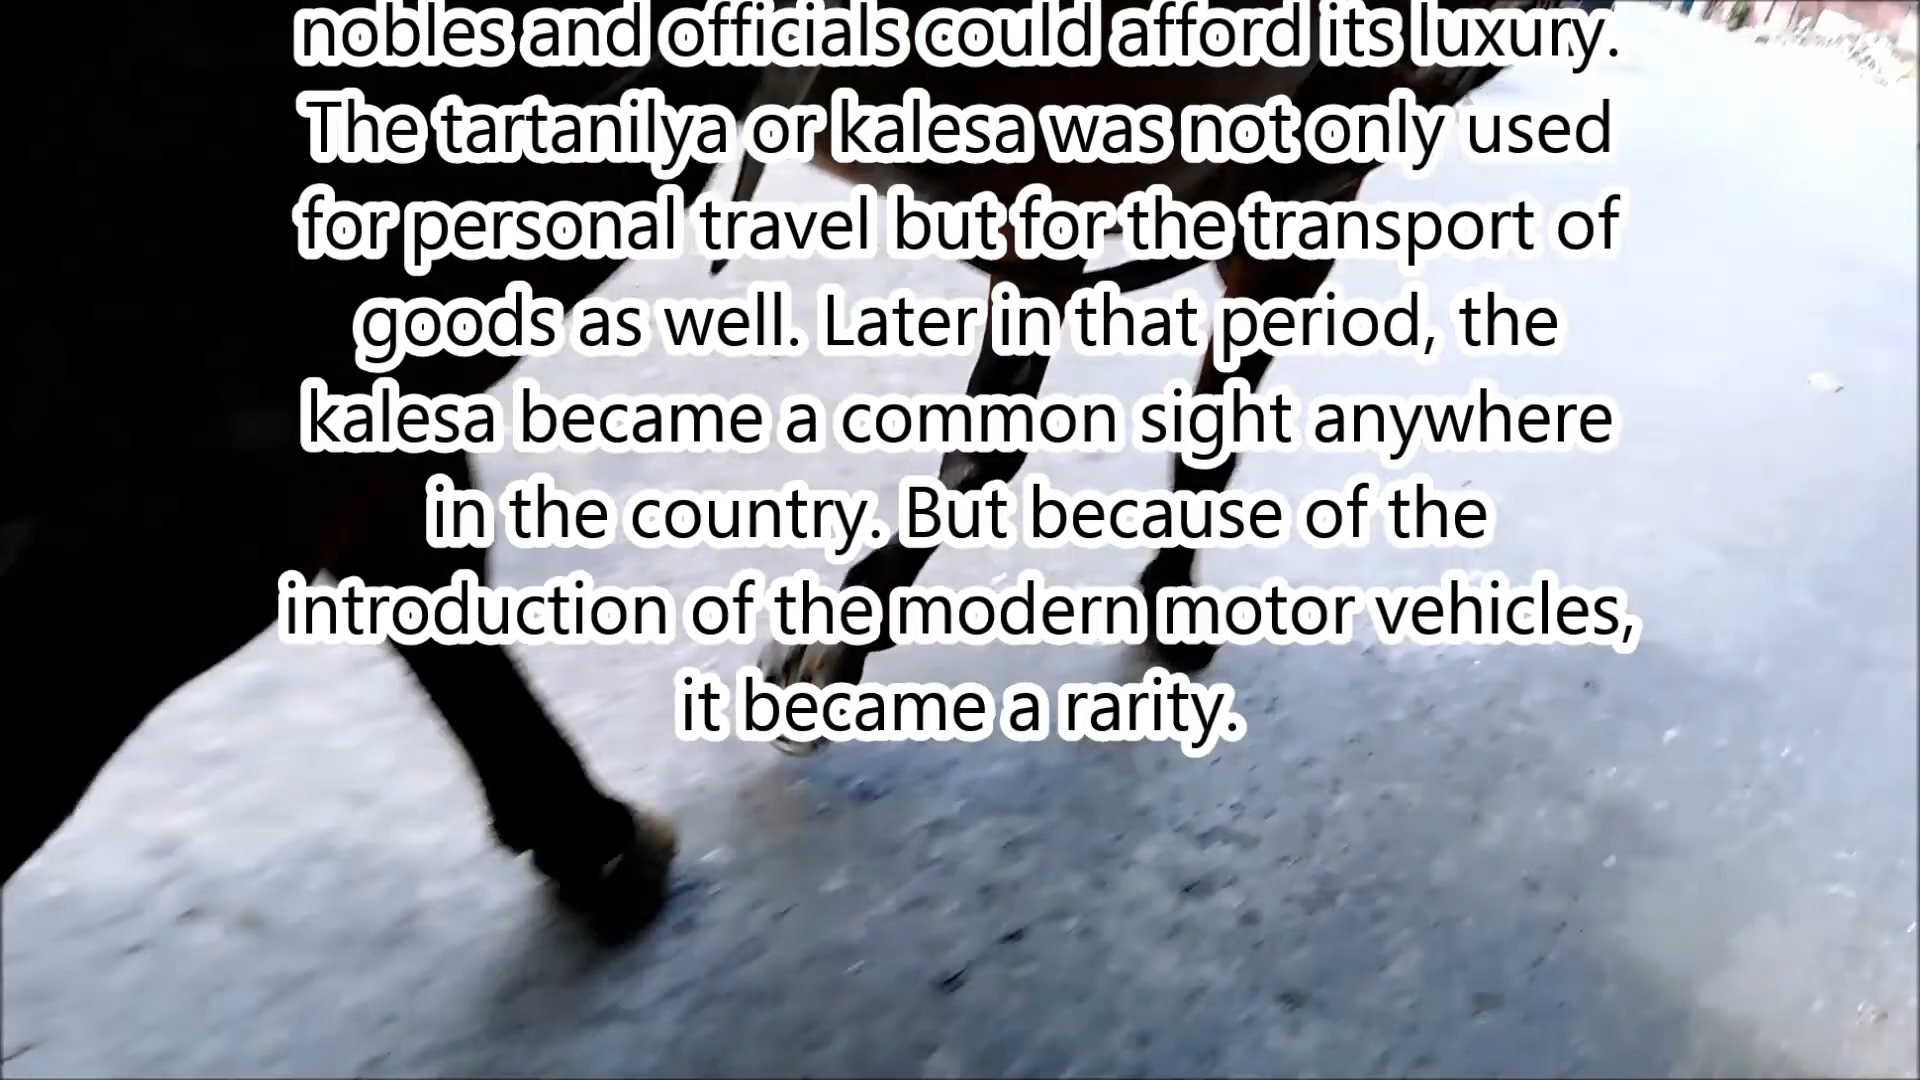 nobles and officials could afford its luxury.
The tartanilya or kalesa was not only used
for personal travel but for the transport of
goods as well. Later in that period, the
kalesa became a common sight anywhere
in the country. But because of the
introduction of the modern motor vehicles,
it became a rarity.